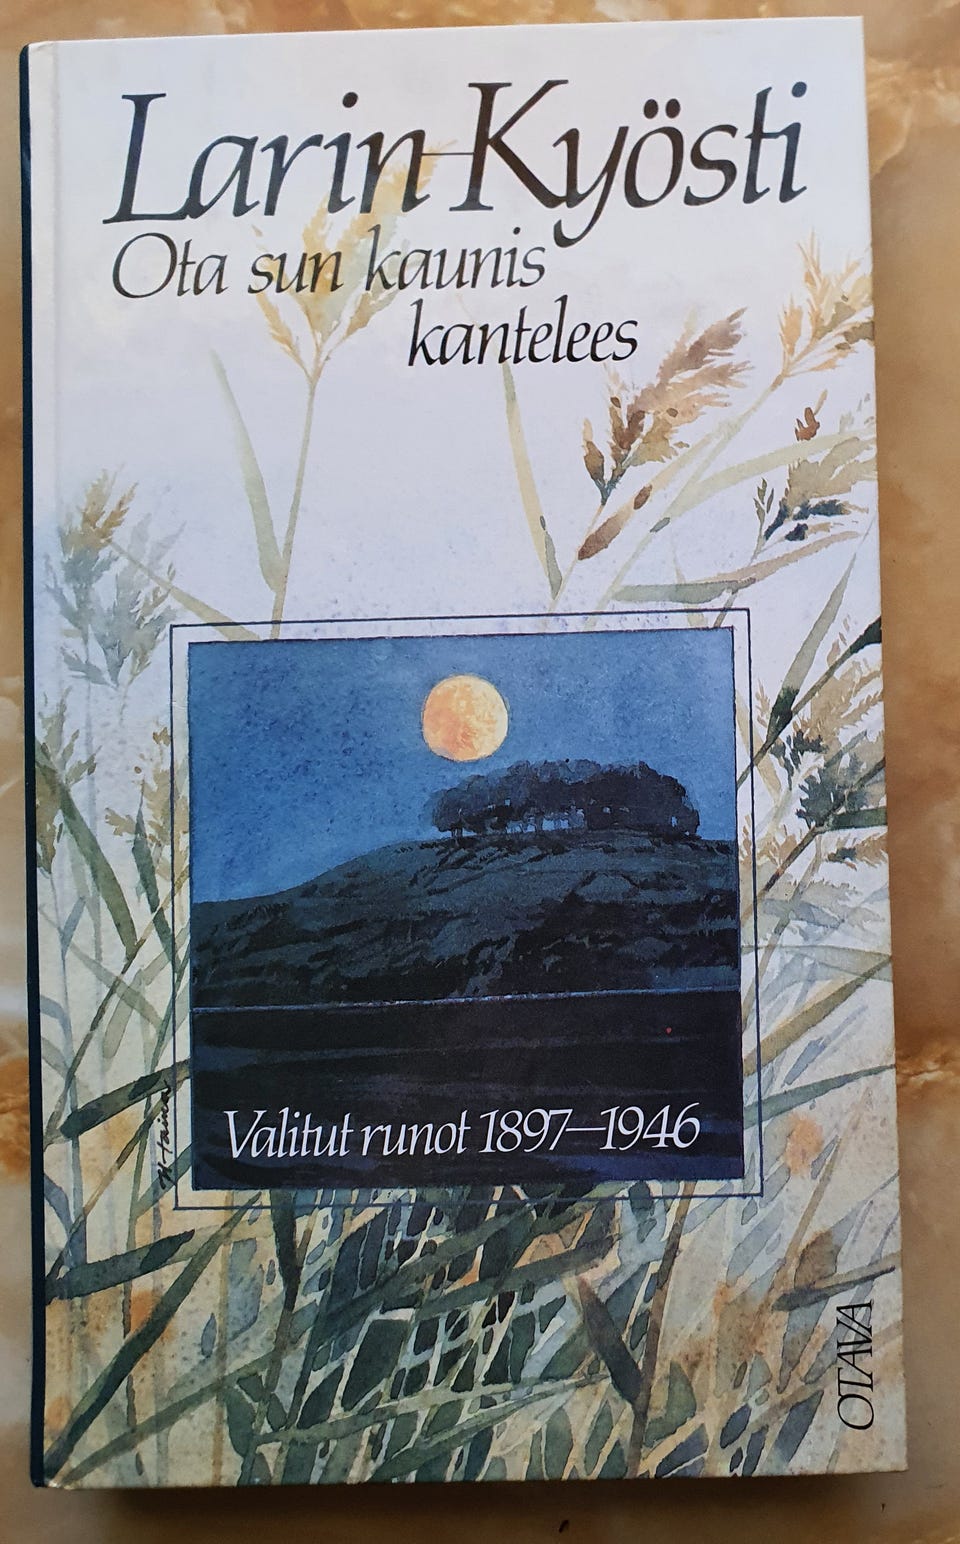 Larin-Kyösti
Ota sun kaunis
kantelees
Valitut runot 1897–1946
OTAVA